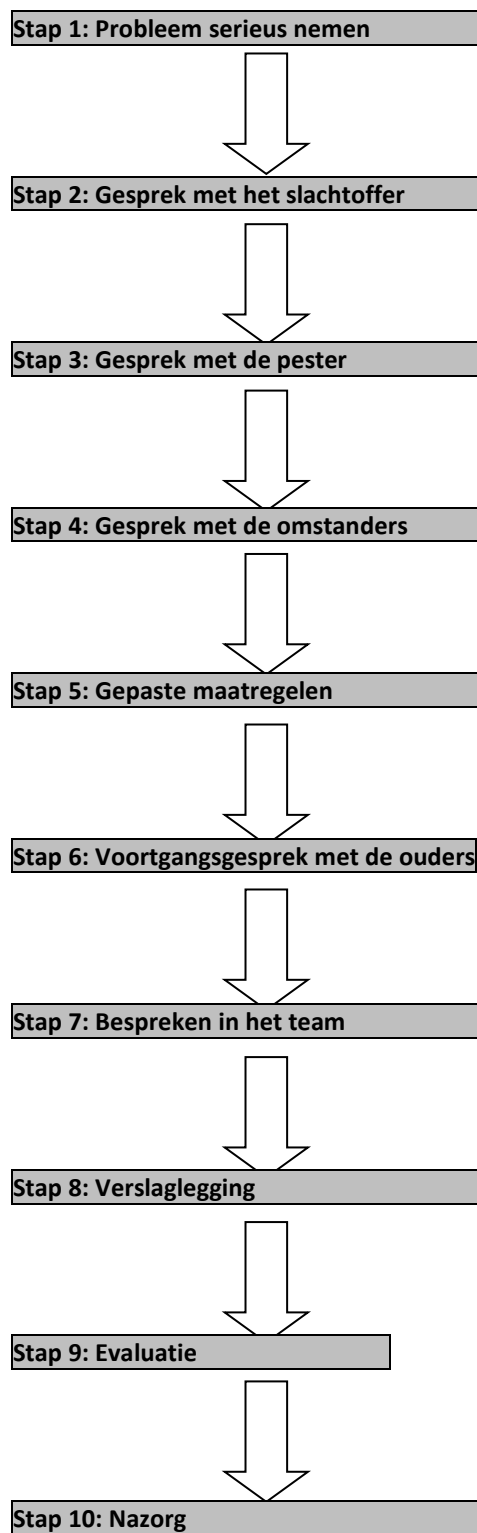 Stap 1: Probleem serieus nemen
Stap 2: Gesprek met het slachtoffer
Stap 3: Gesprek met de pester
Stap 4: Gesprek met de omstanders
Stap 5: Gepaste maatregelen
Stap 6: Voortgangsgesprek met de ouders
Stap 7: Bespreken in het team
Stap 8: Verslaglegging
Stap 9: Evaluatie
Stap 10: Nazorg